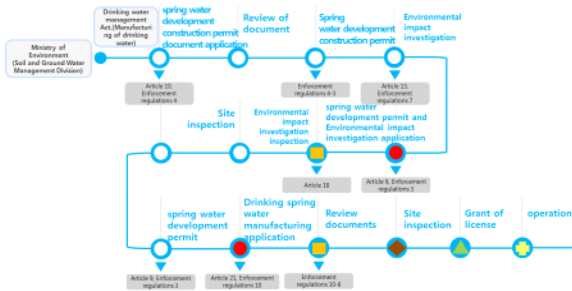 Drinking water
management
Act.(Manufacturi
ng of drinking
water)
Ministry of
Environment
(Soil and Ground Water
Management Division)
spring water
development
construction permit
document application
Review of
document
Spring
water development
construction permit
Environmental
impact
investigation
Article 10,
Enforcement
regulations 4
Enforcement
regulations 4-3
Article 13,
Enforcement
regulations 7
Site
inspection
Environmental
impact
investigation
inspection
spring water
development permit and
Environmental impact
investigation application
Article 18
Article 9, Enforcement
regulations 3
spring water
development
permit
Drinking spring
water
manufacturing
application
Review
documents
Site
inspection
Grant of
license
operation
Article 9, Enforcement
regulations 3
Article 21, Enforcement
regulations 10
Enforcement
regulations 10-8